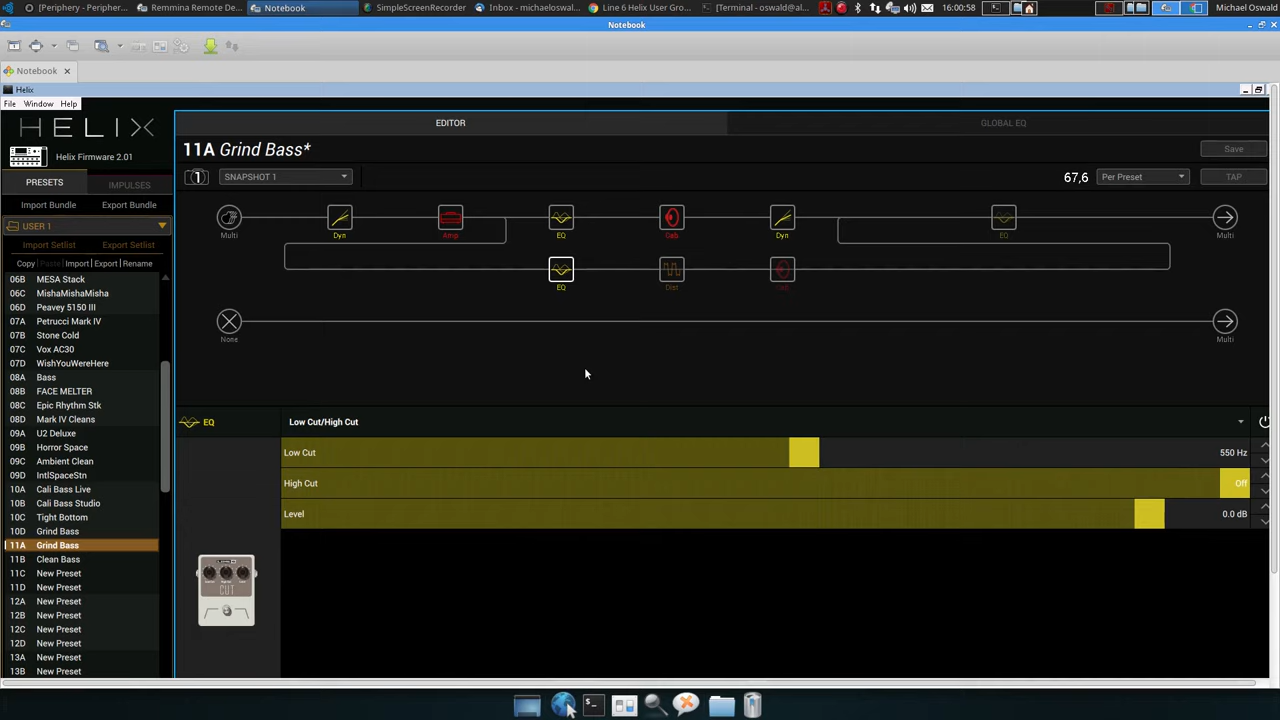 [Periphery - Peripher...
Remmina Remote De...
Notebook
SimpleScreenRecorder
Inbox - michaeloswal...
Line 6 Helix User Gro...
[Terminal - oswald@al...
16:00:58
Michael Oswald
Notebook
Notebook
Helix
File Window Help
HELIX
Helix Firmware 2.01
PRESETS
IMPULSES
Import Bundle
Export Bundle
USER 1
Import Setlist
Export Setlist
Copy Paste Import Export Rename
06B MESA Stack
06C MishaMishaMisha
06D Peavey 5150 III
07A Petrucci Mark IV
07B Stone Cold
07C Vox AC30
07D WishYouWereHere
08A Bass
08B FACE MELTER
08C Epic Rhythm Stk
08D Mark IV Cleans
09A U2 Deluxe
09B Horror Space
09C Ambient Clean
09D IntlSpaceStn
10A Cali Bass Live
10B Cali Bass Studio
10C Tight Bottom
10D Grind Bass
11A Grind Bass
11B Clean Bass
11C New Preset
11D New Preset
12A New Preset
12B New Preset
12C New Preset
12D New Preset
13A New Preset
13B New Preset
EDITOR
GLOBAL EQ
11A Grind Bass*
Save
1
SNAPSHOT 1
67,6
Per Preset
TAP
Multi
Dyn
Amp
EQ
Cab
Dyn
EQ
Multi
EQ
Dist
Cab
None
Multi
EQ
Low Cut/High Cut
Low Cut
550 Hz
High Cut
Off
Level
0.0 dB
CUT